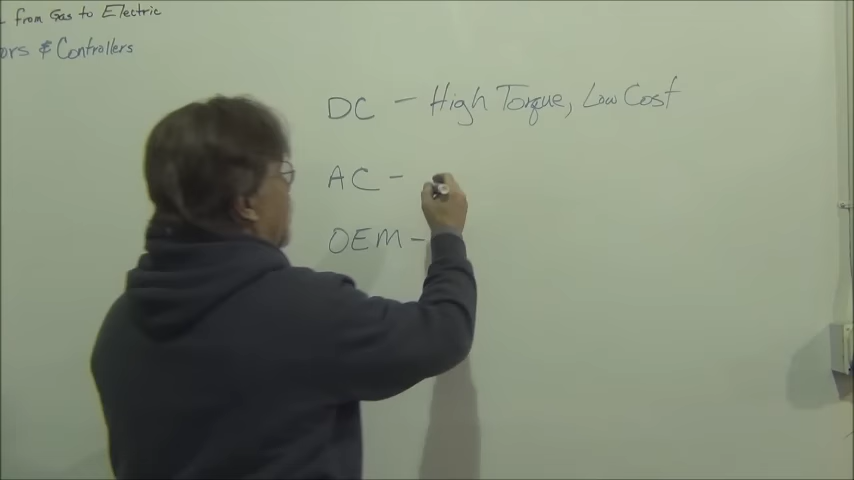 - from Gas to Electric
ors & Controllers
DC - High Torque, Low Cost
AC -
OEM -